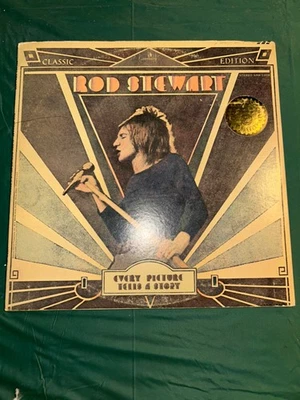 CLASSIC EDITION
ROD STEWART
EVERY PICTURE
TELLS A STORY